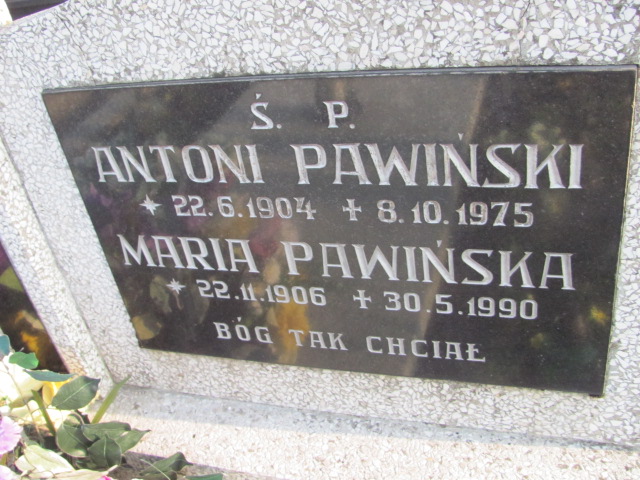 Ś. P.
ANTONI PAWIŃSKI
* 22.6.1904 + 8.10.1975
MARIA PAWIŃSKA
* 22.11.1906 + 30.5.1990
BÓG TAK CHCIAŁ